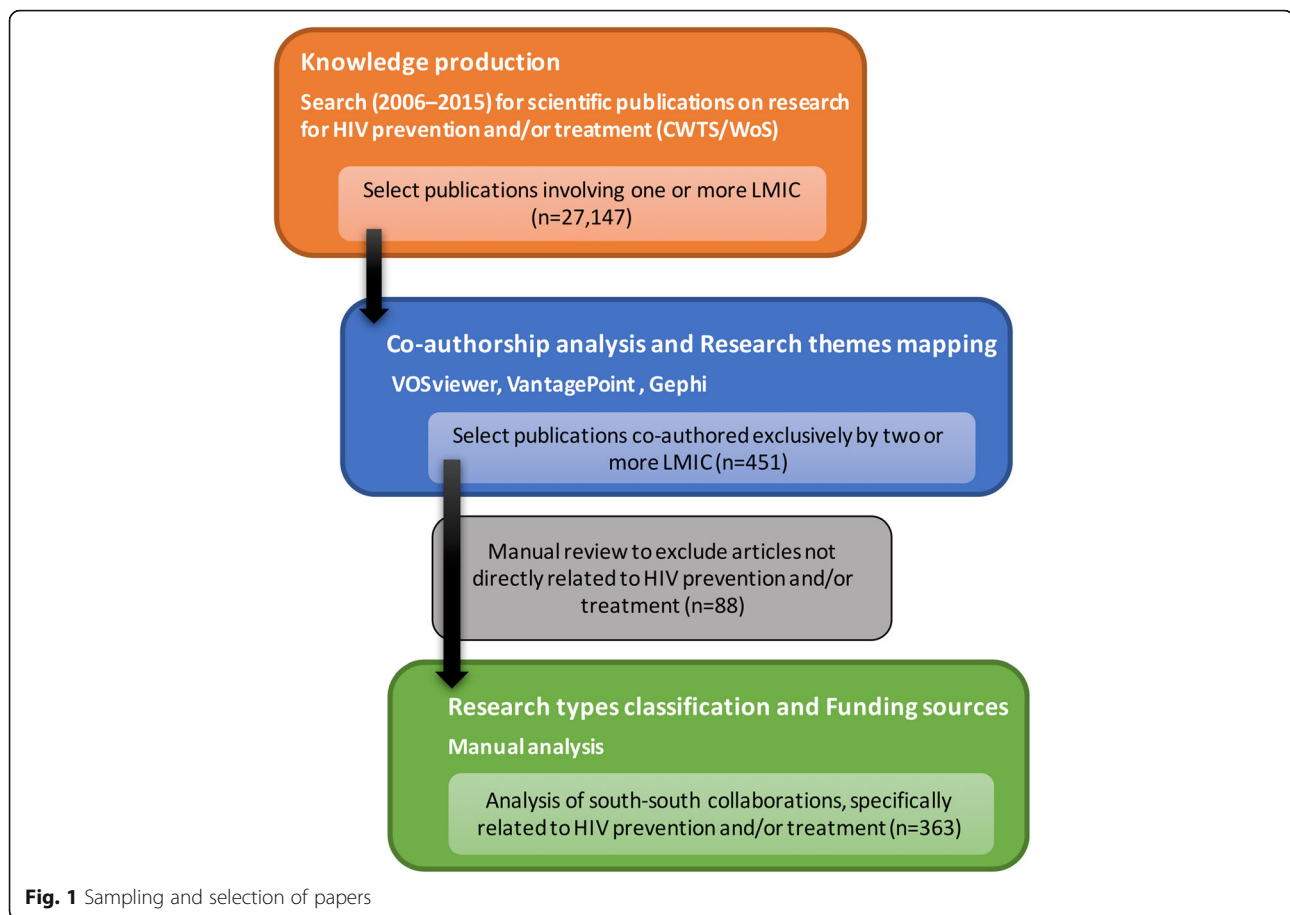 Knowledge production
Search (2006–2015) for scientific publications on research
for HIV prevention and/or treatment (CWTS/WoS)
Select publications involving one or more LMIC
(n=27,147)
Co-authorship analysis and Research themes mapping
VOSviewer, VantagePoint , Gephi
Select publications co-authored exclusively by two or
more LMIC (n=451)
Manual review to exclude articles not
directly related to HIV prevention and/or
treatment (n=88)
Research types classification and Funding sources
Manual analysis
Analysis of south-south collaborations, specifically
related to HIV prevention and/or treatment (n=363)
Fig. 1 Sampling and selection of papers